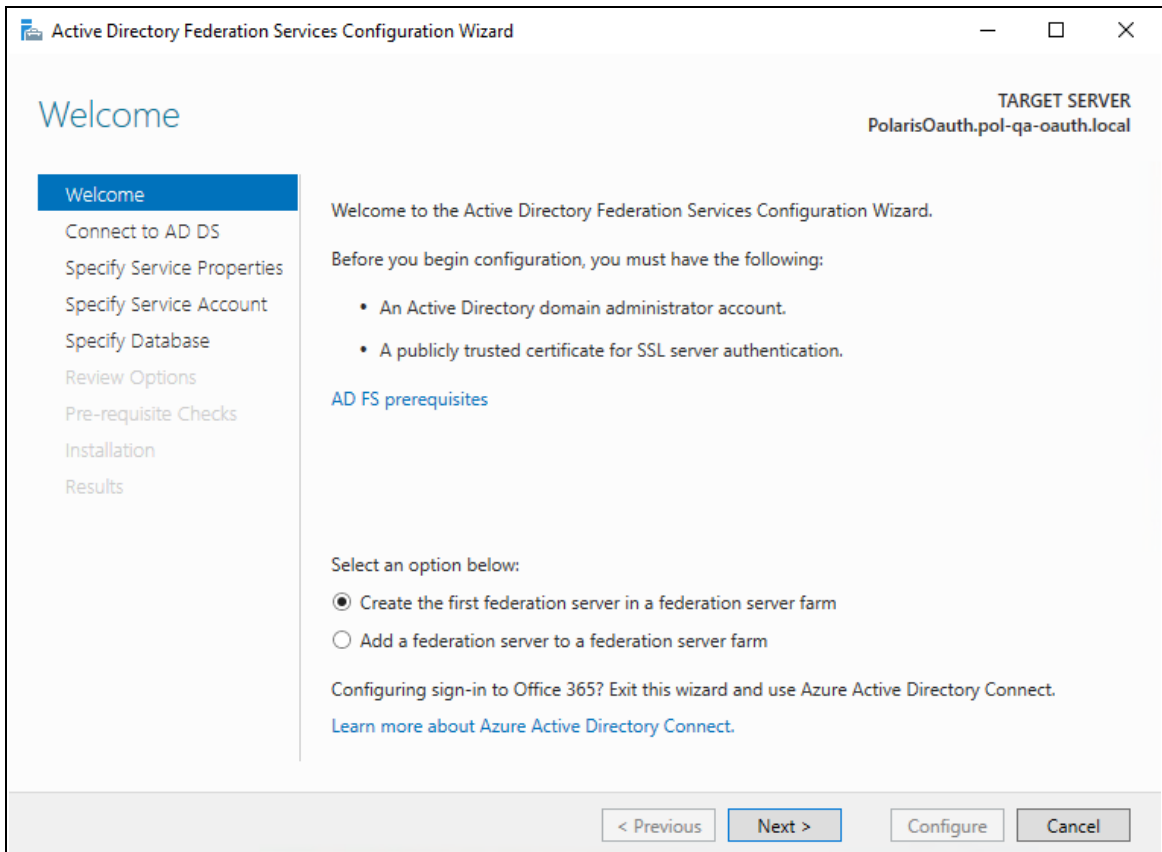 Active Directory Federation Services Configuration Wizard
Welcome
TARGET SERVER
PolarisOauth.pol-qa-oauth.local
Welcome
Connect to AD DS
Specify Service Properties
Specify Service Account
Specify Database
Review Options
Pre-requisite Checks
Installation
Results
Welcome to the Active Directory Federation Services Configuration Wizard.
Before you begin configuration, you must have the following:
• An Active Directory domain administrator account.
• A publicly trusted certificate for SSL server authentication.
AD FS prerequisites
Select an option below:
Create the first federation server in a federation server farm
Add a federation server to a federation server farm
Configuring sign-in to Office 365? Exit this wizard and use Azure Active Directory Connect.
Learn more about Azure Active Directory Connect.
< Previous
Next >
Configure
Cancel